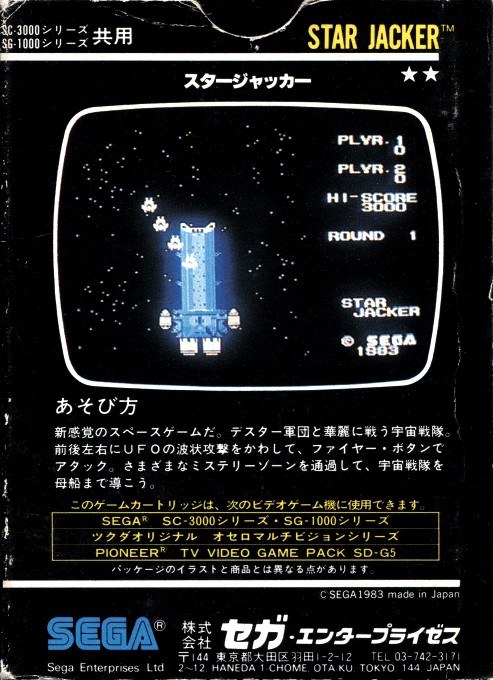 SC-3000シリーズ
SG-1000シリーズ 共用
STAR JACKER™
スタージャッカー
★★
PLYR. 1
0
PLYR. 2
0
HI-SCORE
3000
ROUND 1
STAR
JACKER
© SEGA
1983
あそび方
新感覚のスペースゲームだ。デスター軍団と華麗に戦う宇宙戦隊。
前後左右にUFOの波状攻撃をかわして、ファイヤー・ボタンで
アタック。さまざまなミステリーゾーンを通過して、宇宙戦隊を
母船まで導こう。
このゲームカートリッジは、次のビデオゲーム機に使用できます。
SEGA® SC-3000シリーズ・SG-1000シリーズ
ツクダオリジナル オセロマルチビジョンシリーズ
PIONEER® TV VIDEO GAME PACK SD-G5
パッケージのイラストと商品とは異なる点があります。
© SEGA1983 made in Japan
SEGA®
Sega Enterprises Ltd
株式会社 セガ・エンタープライゼス
〒144 東京都大田区羽田1-2-12 TEL 03-742-3171
2~12 HANEDA 1 CHOME. OTA KU. TOKYO 144. JAPAN